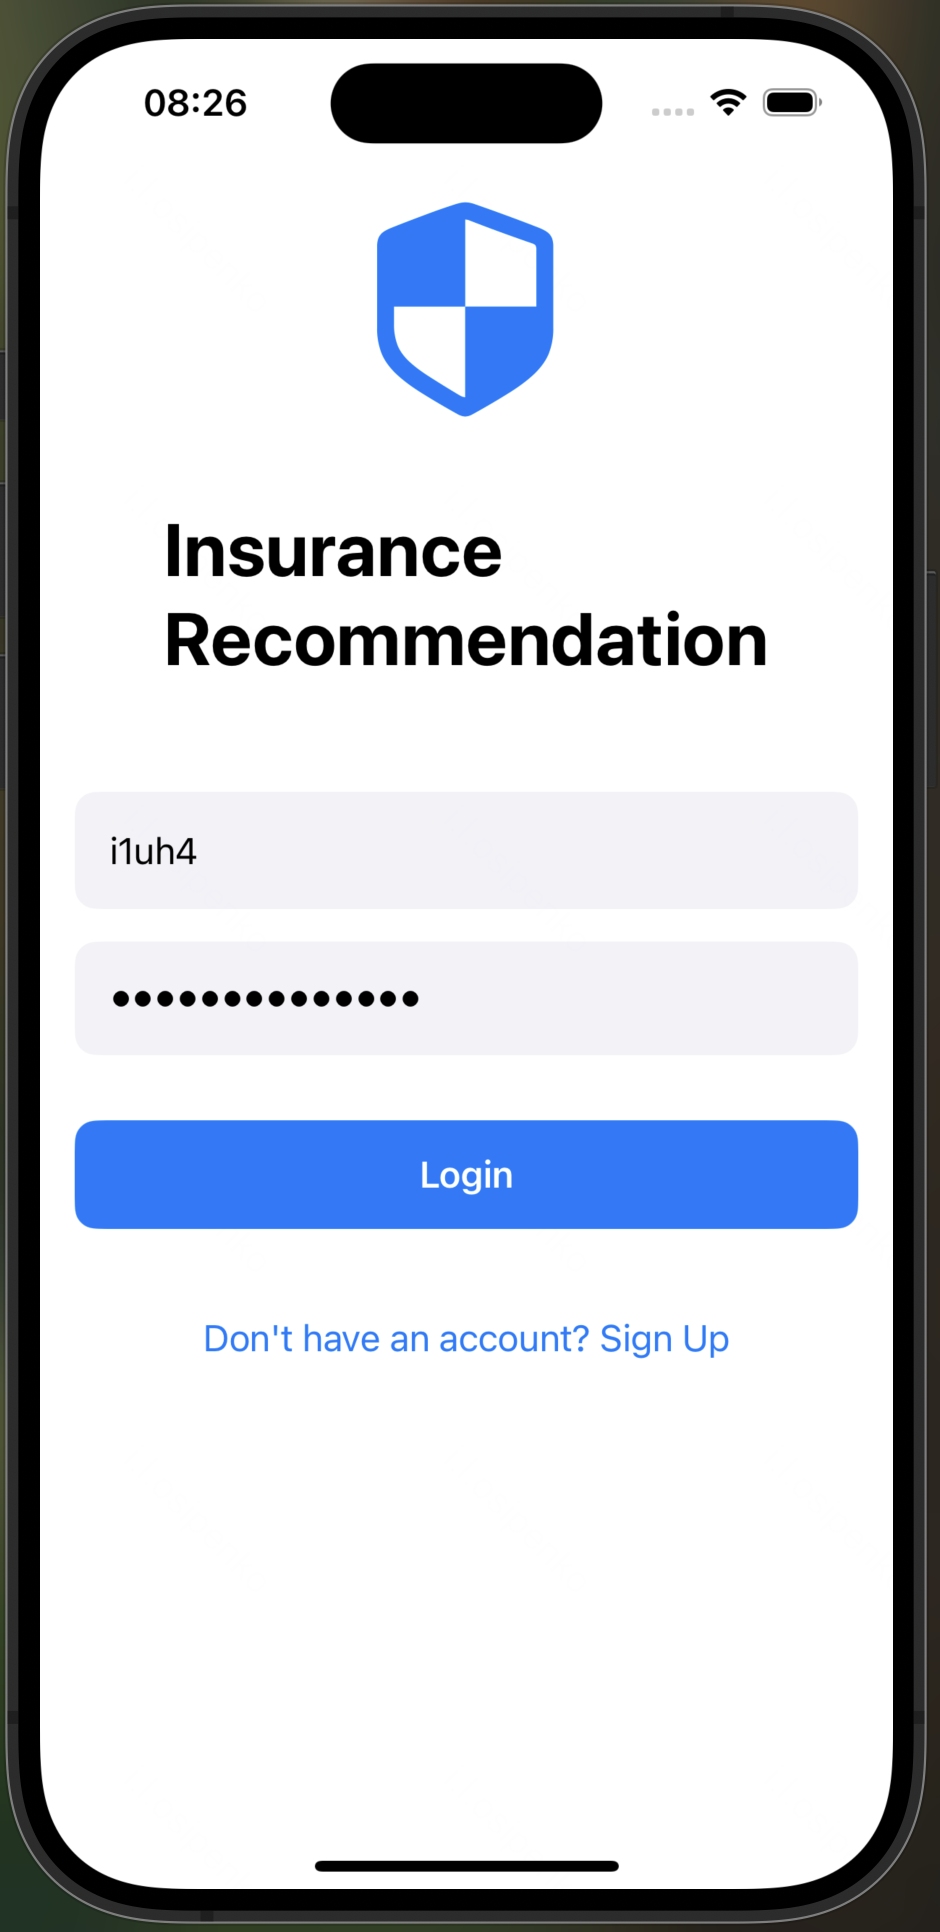 08:26
Insurance
Recommendation
i1uh4
••••••••••••••
Login
Don't have an account? Sign Up